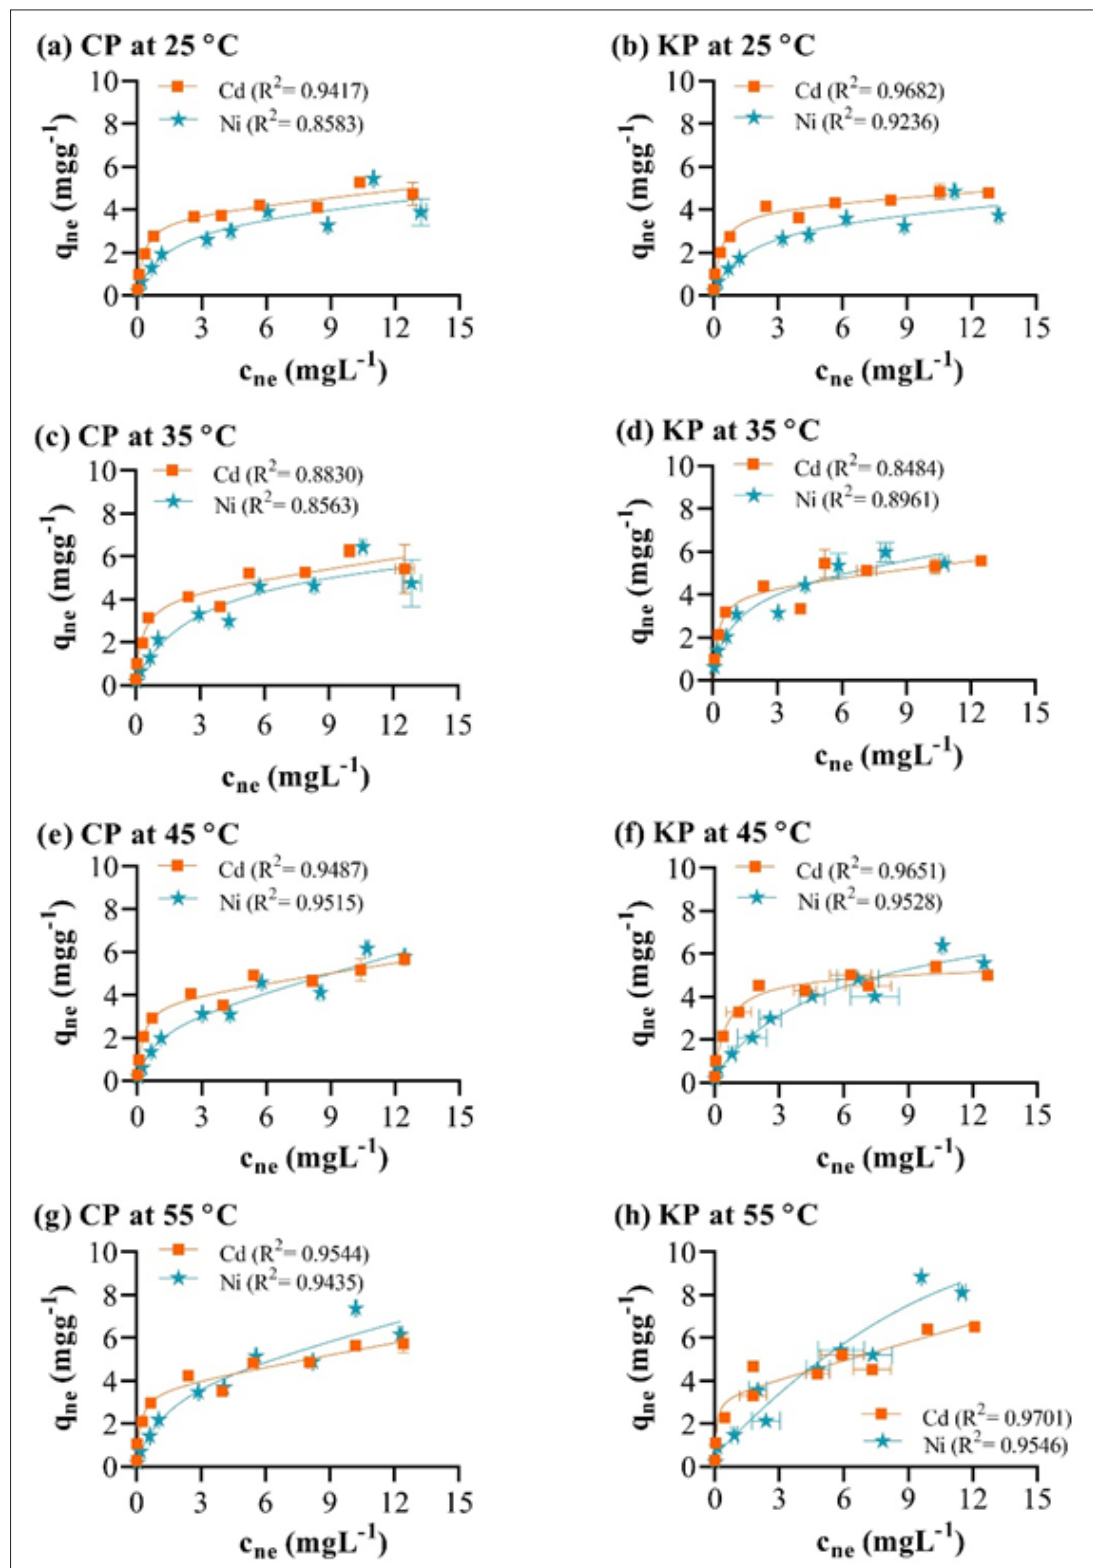 (a) CP at 25 °C
Cd (R²= 0.9417)
Ni (R²= 0.8583)
qne (mgg⁻¹)
10
8
6
4
2
0
0 3 6 9 12 15
cne (mgL⁻¹)
(b) KP at 25 °C
Cd (R²= 0.9682)
Ni (R²= 0.9236)
qne (mgg⁻¹)
10
8
6
4
2
0
0 3 6 9 12 15
cne (mgL⁻¹)
(c) CP at 35 °C
Cd (R²= 0.8830)
Ni (R²= 0.8563)
qne (mgg⁻¹)
10
8
6
4
2
0
0 3 6 9 12 15
cne (mgL⁻¹)
(d) KP at 35 °C
Cd (R²= 0.8484)
Ni (R²= 0.8961)
qne (mgg⁻¹)
10
8
6
4
2
0
0 3 6 9 12 15
cne (mgL⁻¹)
(e) CP at 45 °C
Cd (R²= 0.9487)
Ni (R²= 0.9515)
qne (mgg⁻¹)
10
8
6
4
2
0
0 3 6 9 12 15
cne (mgL⁻¹)
(f) KP at 45 °C
Cd (R²= 0.9651)
Ni (R²= 0.9528)
qne (mgg⁻¹)
10
8
6
4
2
0
0 3 6 9 12 15
cne (mgL⁻¹)
(g) CP at 55 °C
Cd (R²= 0.9544)
Ni (R²= 0.9435)
qne (mgg⁻¹)
10
8
6
4
2
0
0 3 6 9 12 15
cne (mgL⁻¹)
(h) KP at 55 °C
qne (mgg⁻¹)
10
8
6
4
2
0
Cd (R²= 0.9701)
Ni (R²= 0.9546)
0 3 6 9 12 15
cne (mgL⁻¹)